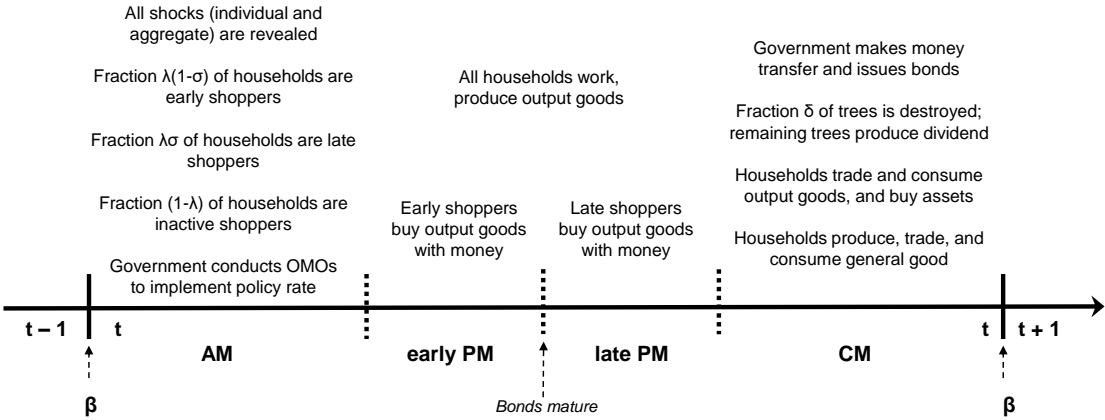 All shocks (individual and
aggregate) are revealed
Fraction λ(1-σ) of households are
early shoppers
Fraction λσ of households are late
shoppers
Fraction (1-λ) of households are
inactive shoppers
Government conducts OMOs
to implement policy rate
All households work,
produce output goods
Early shoppers
buy output goods
with money
Late shoppers
buy output goods
with money
Government makes money
transfer and issues bonds
Fraction δ of trees is destroyed;
remaining trees produce dividend
Households trade and consume
output goods, and buy assets
Households produce, trade, and
consume general good
t – 1
t
t
t + 1
AM
early PM
late PM
CM
β
Bonds mature
β